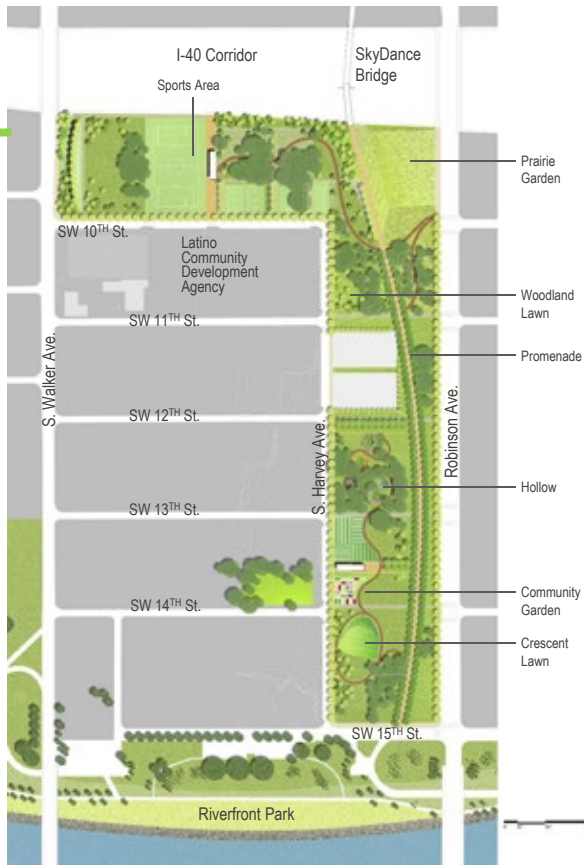 I-40 Corridor
SkyDance
Bridge
Sports Area
Prairie
Garden
SW 10TH St.
Latino
Community
Development
Agency
Woodland
Lawn
SW 11TH St.
Promenade
S. Walker Ave.
SW 12TH St.
S. Harvey Ave.
Robinson Ave.
Hollow
SW 13TH St.
Community
Garden
SW 14TH St.
Crescent
Lawn
SW 15TH St.
Riverfront Park